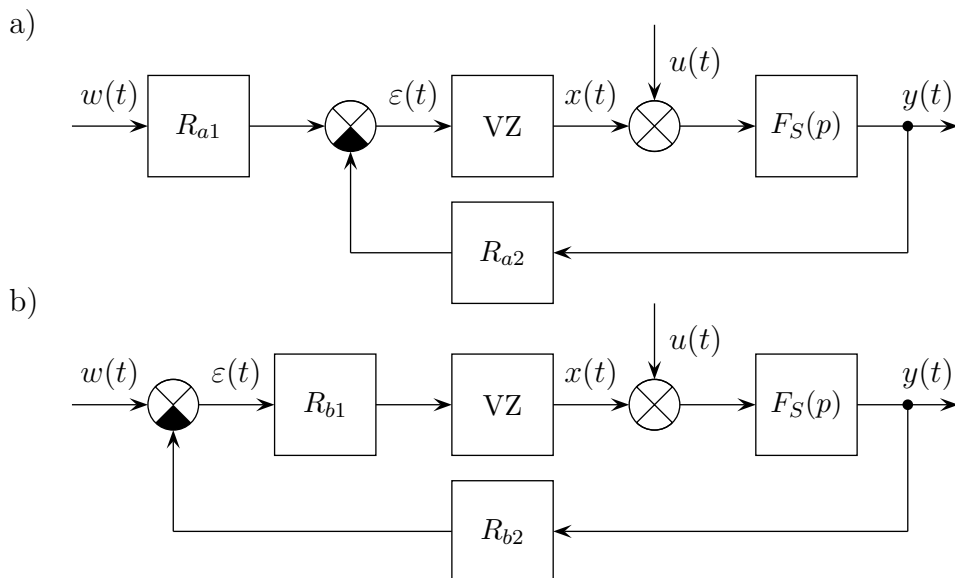 a)
w(t) R_{a1} ε(t) VZ x(t) u(t) F_S(p) y(t)
R_{a2}
b)
w(t) ε(t) R_{b1} VZ x(t) u(t) F_S(p) y(t)
R_{b2}